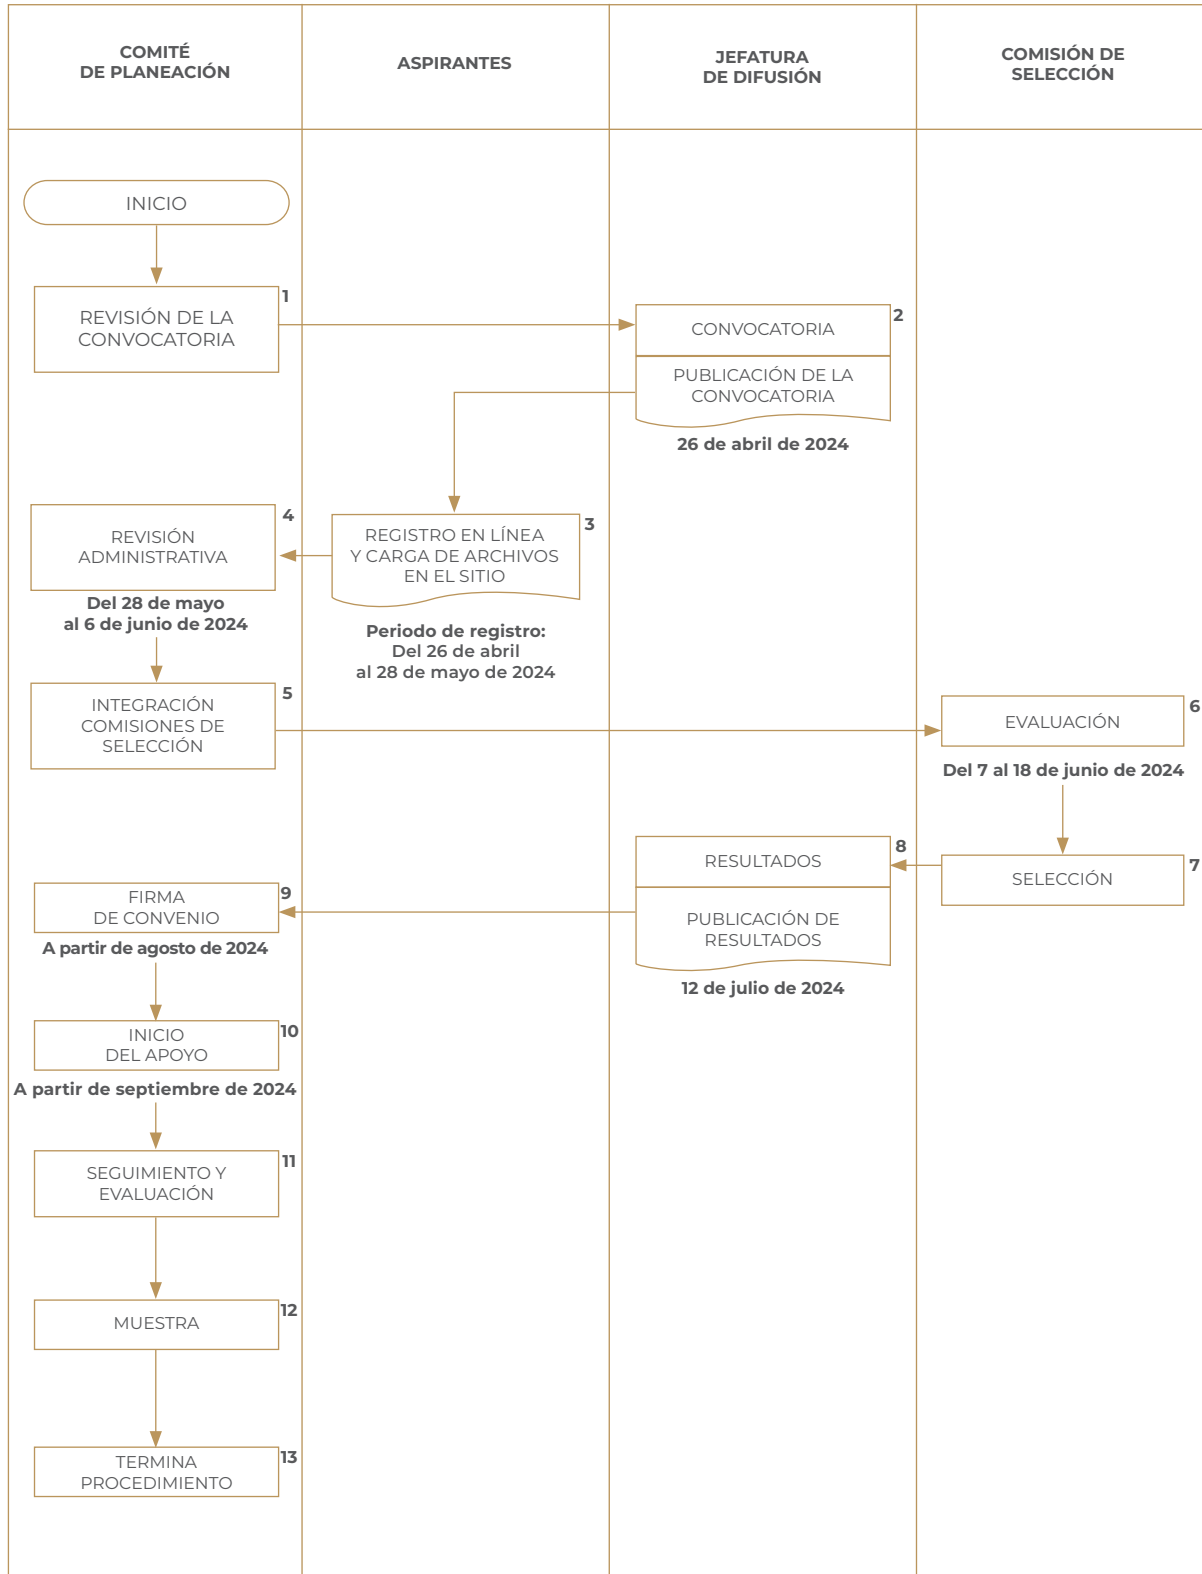 COMITÉ
DE PLANEACIÓN
ASPIRANTES
JEFATURA
DE DIFUSIÓN
COMISIÓN DE
SELECCIÓN
INICIO
1
REVISIÓN DE LA
CONVOCATORIA
2
CONVOCATORIA
PUBLICACIÓN DE LA
CONVOCATORIA
26 de abril de 2024
3
REGISTRO EN LÍNEA
Y CARGA DE ARCHIVOS
EN EL SITIO
Periodo de registro:
Del 26 de abril
al 28 de mayo de 2024
4
REVISIÓN
ADMINISTRATIVA
Del 28 de mayo
al 6 de junio de 2024
5
INTEGRACIÓN
COMISIONES DE
SELECCIÓN
6
EVALUACIÓN
Del 7 al 18 de junio de 2024
7
SELECCIÓN
8
RESULTADOS
PUBLICACIÓN DE
RESULTADOS
12 de julio de 2024
9
FIRMA
DE CONVENIO
A partir de agosto de 2024
10
INICIO
DEL APOYO
A partir de septiembre de 2024
11
SEGUIMIENTO Y
EVALUACIÓN
12
MUESTRA
13
TERMINA
PROCEDIMIENTO